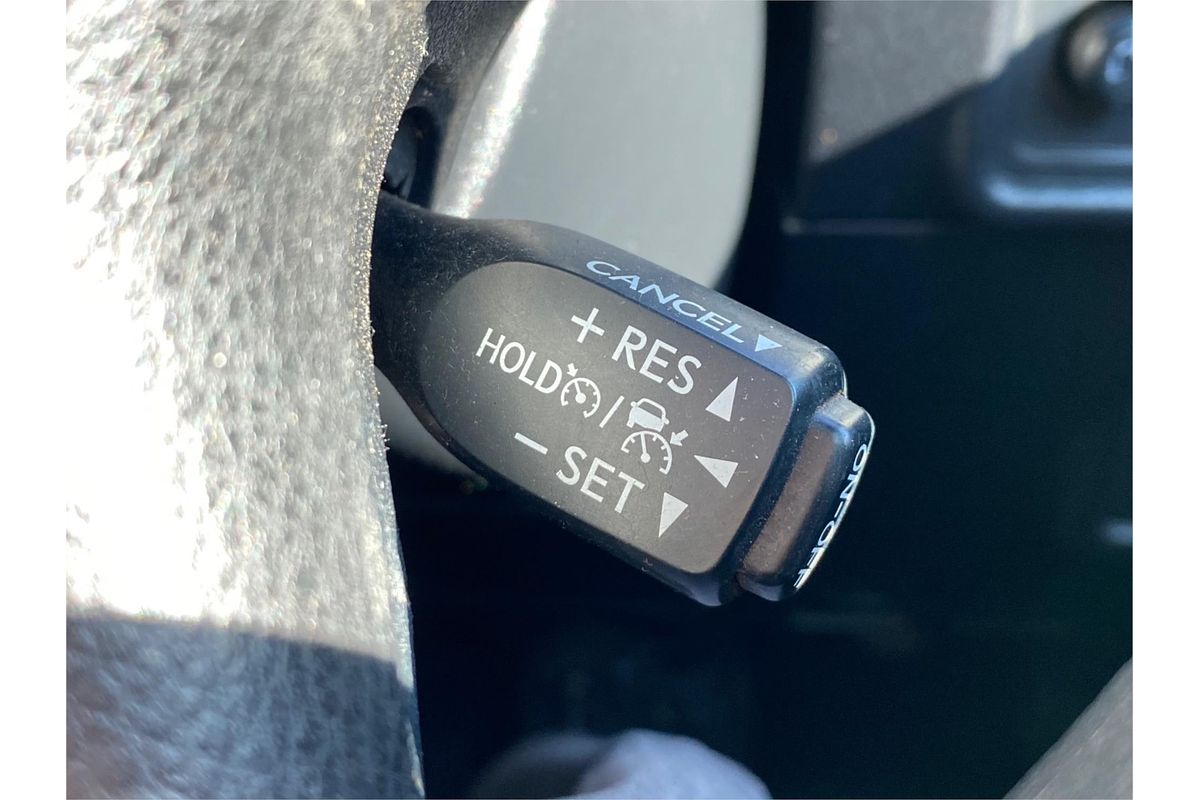 CANCEL
+ RES
HOLD /
- SET
ON-OFF